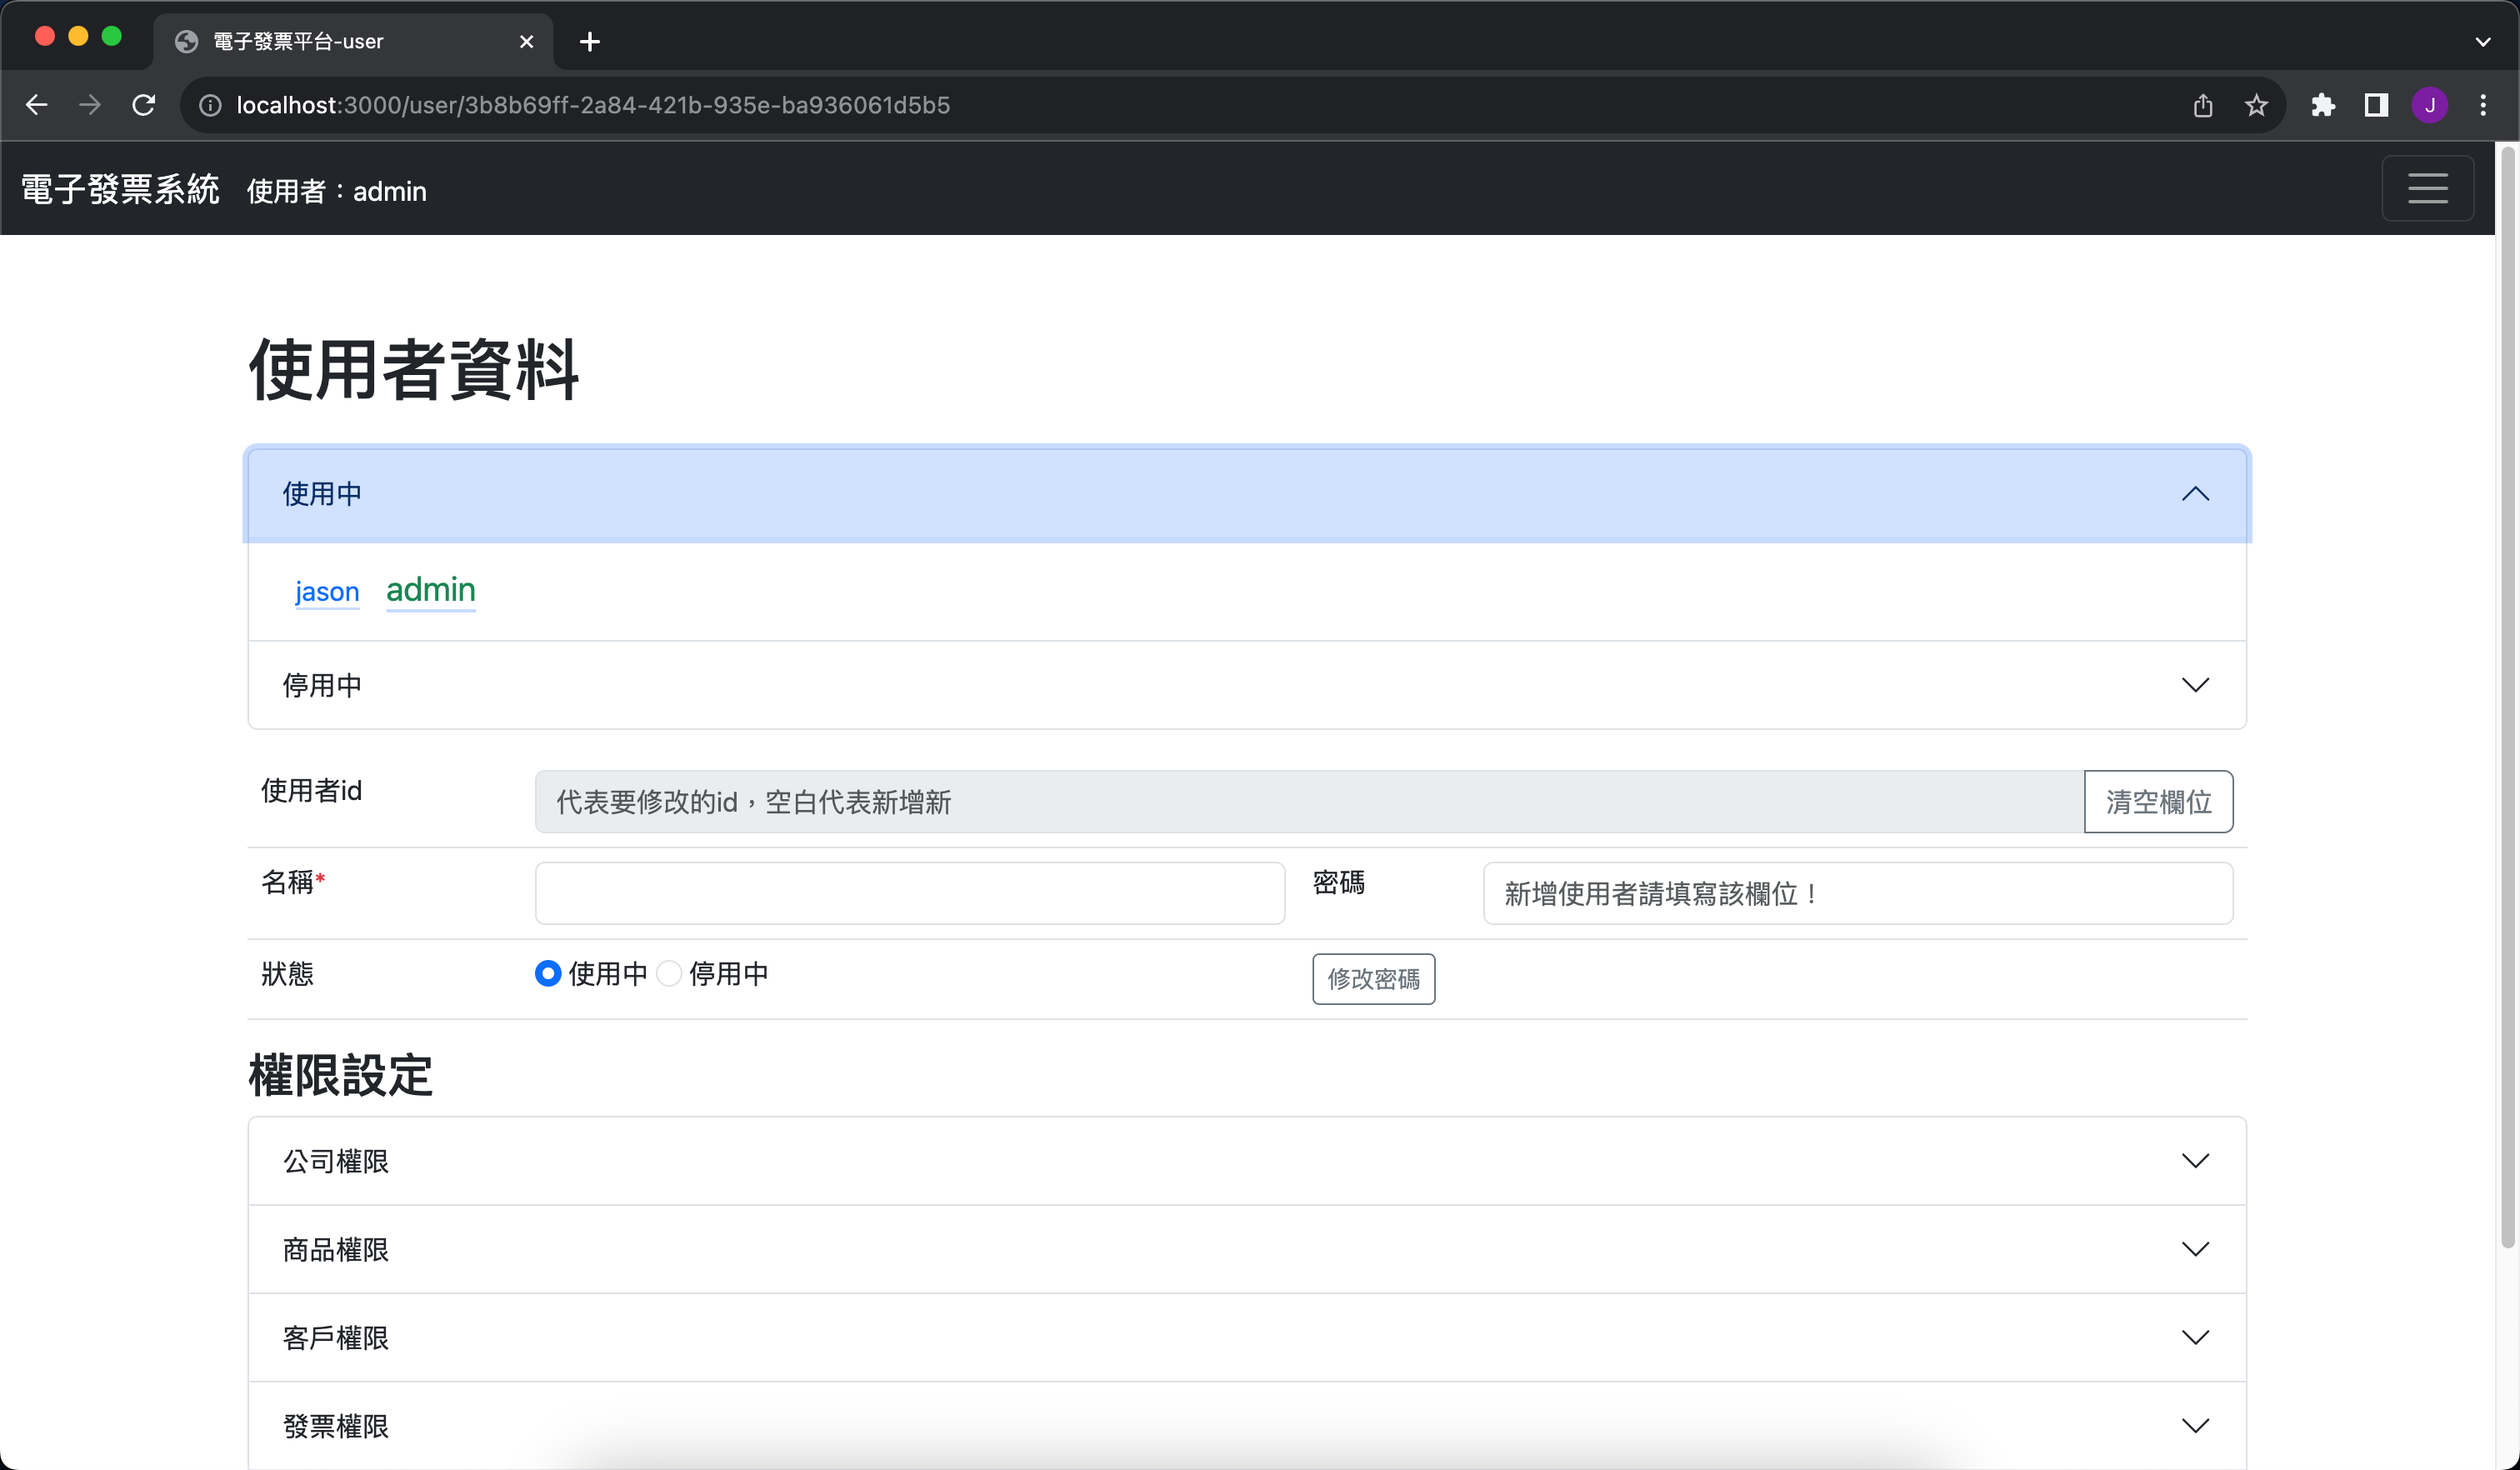 電子發票平台-user
localhost:3000/user/3b8b69ff-2a84-421b-935e-ba936061d5b5
J
電子發票系統 使用者：admin
使用者資料
使用中
jason admin
停用中
使用者id 代表要修改的id，空白代表新增新 清空欄位
名稱* 密碼 新增使用者請填寫該欄位！
狀態 使用中 停用中 修改密碼
權限設定
公司權限
商品權限
客戶權限
發票權限